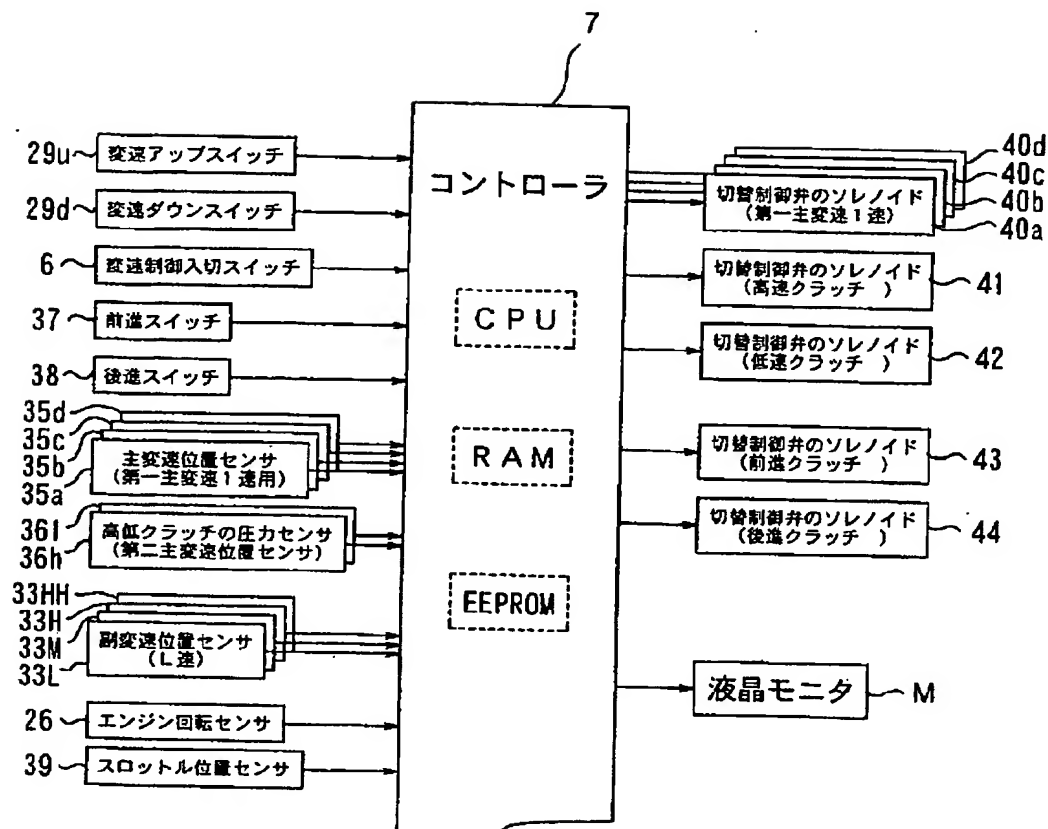 7
29u
変速アップスイッチ
29d
変速ダウンスイッチ
6
変速制御入切スイッチ
37
前進スイッチ
38
後進スイッチ
35d
35c
35b
35a
主変速位置センサ
(第一主変速1速用)
36l
36h
高低クラッチの圧力センサ
(第二主変速位置センサ)
33HH
33H
33M
33L
副変速位置センサ
(L速)
26
エンジン回転センサ
39
スロットル位置センサ
コントローラ
CPU
RAM
EEPROM
切替制御弁のソレノイド
(第一主変速1速)
40d
40c
40b
40a
切替制御弁のソレノイド
(高速クラッチ )
41
切替制御弁のソレノイド
(低速クラッチ )
42
切替制御弁のソレノイド
(前進クラッチ )
43
切替制御弁のソレノイド
(後進クラッチ )
44
液晶モニタ
M